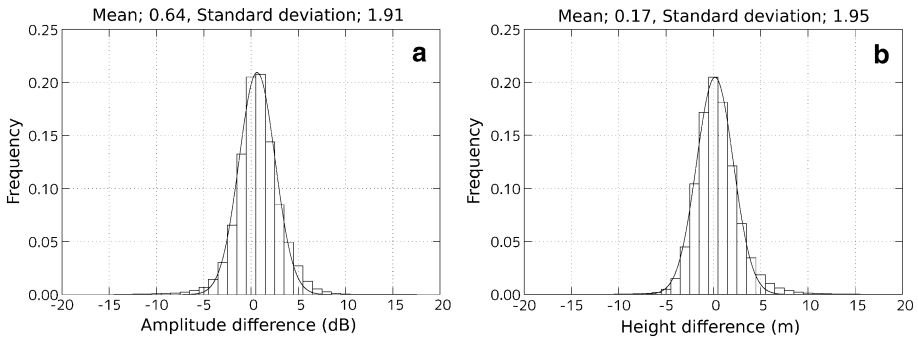 Mean; 0.64, Standard deviation; 1.91
a
0.25
0.20
0.15
0.10
0.05
0.00
Frequency
-20 -15 -10 -5 0 5 10 15 20
Amplitude difference (dB)
Mean; 0.17, Standard deviation; 1.95
b
0.25
0.20
0.15
0.10
0.05
0.00
Frequency
-20 -15 -10 -5 0 5 10 15 20
Height difference (m)